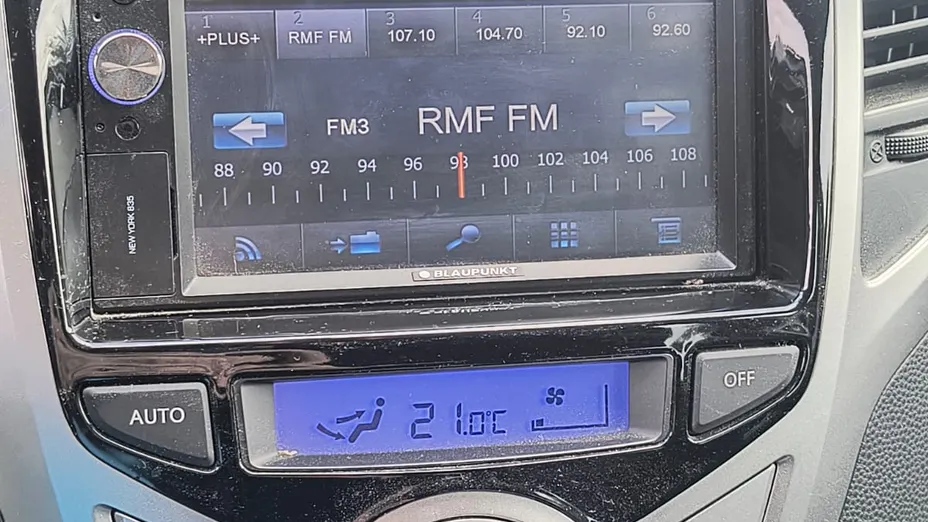 1 2 3 4 5 6
+PLUS+ RMF FM 107.10 104.70 92.10 92.60
FM3 RMF FM
88 90 92 94 96 98 100 102 104 106 108
NEW YORK 835
BLAUPUNKT
AUTO 21.0°C OFF